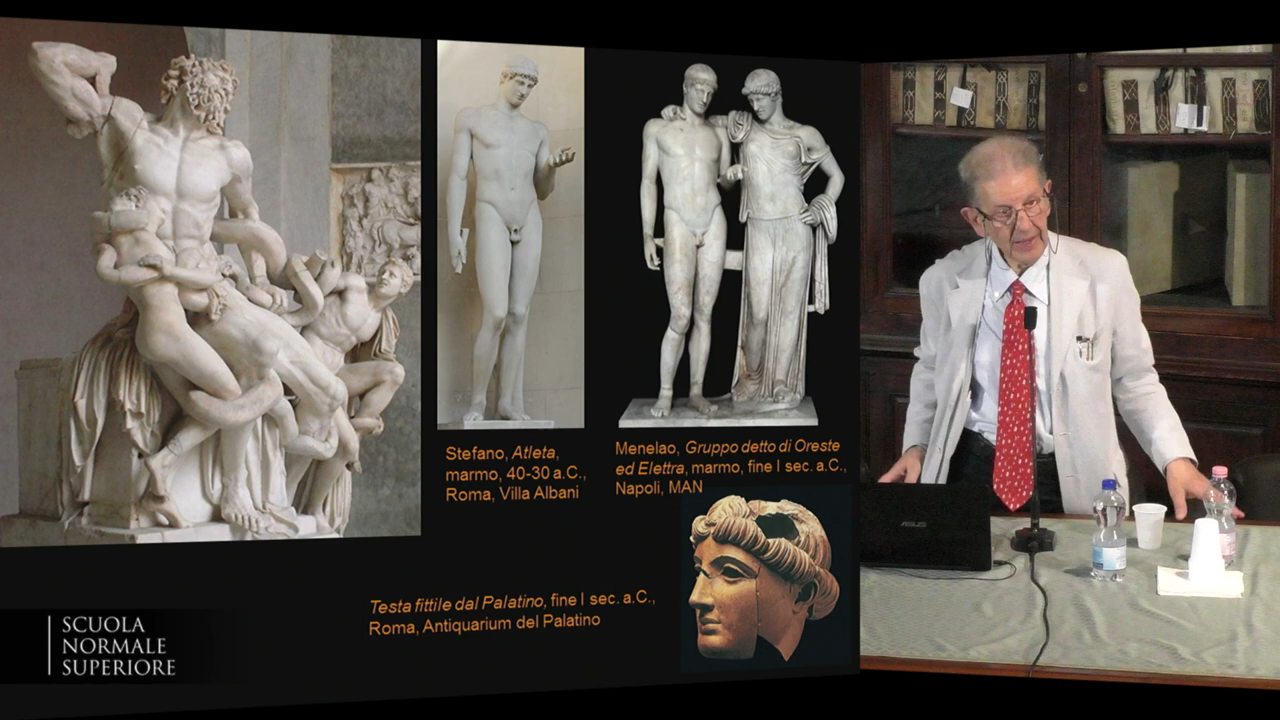 Stefano, Atleta,
marmo, 40-30 a.C.,
Roma, Villa Albani
Menelao, Gruppo detto di Oreste
ed Elettra, marmo, fine I sec. a.C.,
Napoli, MAN
Testa fittile dal Palatino, fine I sec. a.C.,
Roma, Antiquarium del Palatino
SCUOLA
NORMALE
SUPERIORE
ASUS